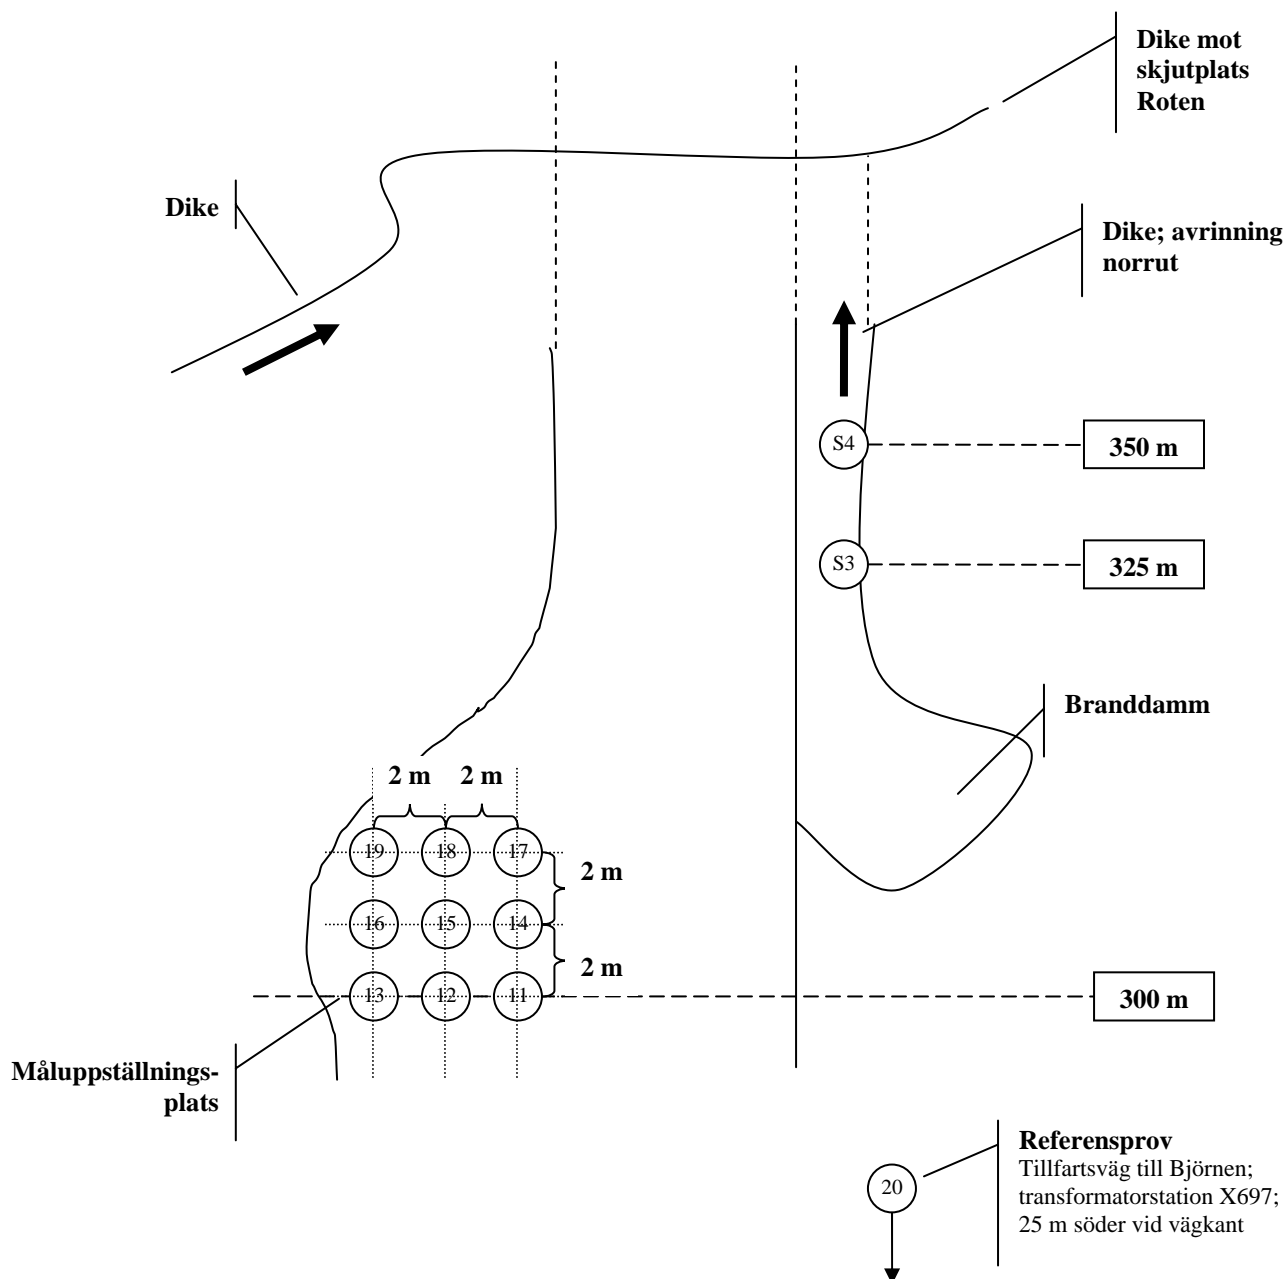 Dike mot
skjutplats
Roten
Dike
Dike; avrinning
norrut
S4
350 m
S3
325 m
Branddamm
2 m 2 m
19 18 17
2 m
16 15 14
2 m
13 12 11
300 m
Måluppställnings-
plats
Referensprov
Tillfartsväg till Björnen;
20
transformatorstation X697;
25 m söder vid vägkant